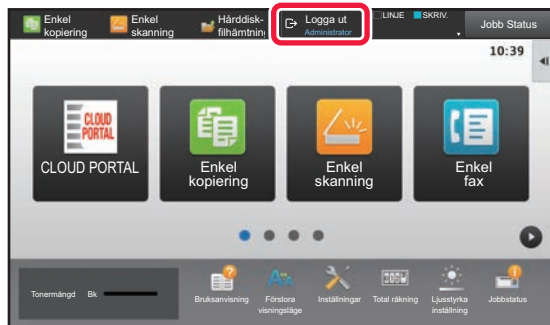 Enkel
kopiering
Enkel
skanning
Hårddisk-
filhämtning
Logga ut
Administrator
LINJE
SKRIV.
Jobb Status
10:39
CLOUD
PORTAL
CLOUD PORTAL
Enkel
kopiering
Enkel
skanning
Enkel
fax
Tonermängd Bk
Bruksanvisning
Förstora
visningsläge
Inställningar
Total räkning
Ljusstyrka
inställning
Jobbstatus